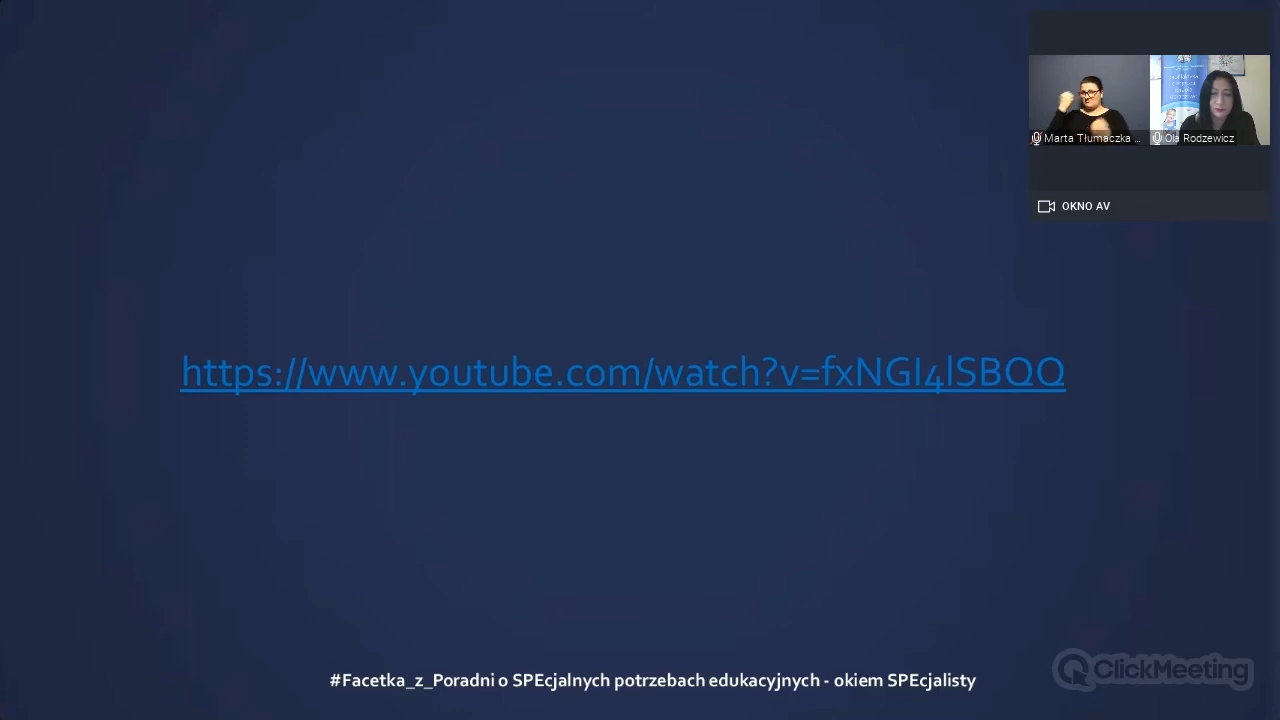 Marta Tłumaczka ...
Ola Rodzewicz
OKNO AV
https://www.youtube.com/watch?v=fxNGI4lSBQQ
ClickMeeting
#Facetka_z_Poradni o SPEcjalnych potrzebach edukacyjnych - okiem SPEcjalisty